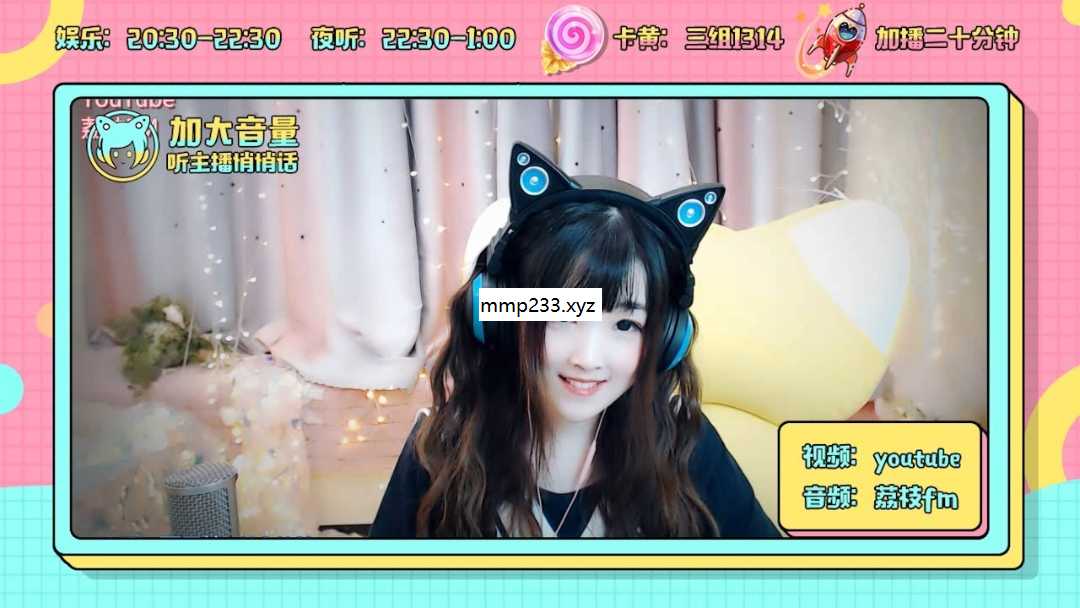 娱乐：20:30-22:30 夜听：22:30-1:00 卡黄：三组1314 加播二十分钟
YouTube
加大音量
听主播悄悄话
mmp233.xyz
视频：youtube
音频：荔枝fm